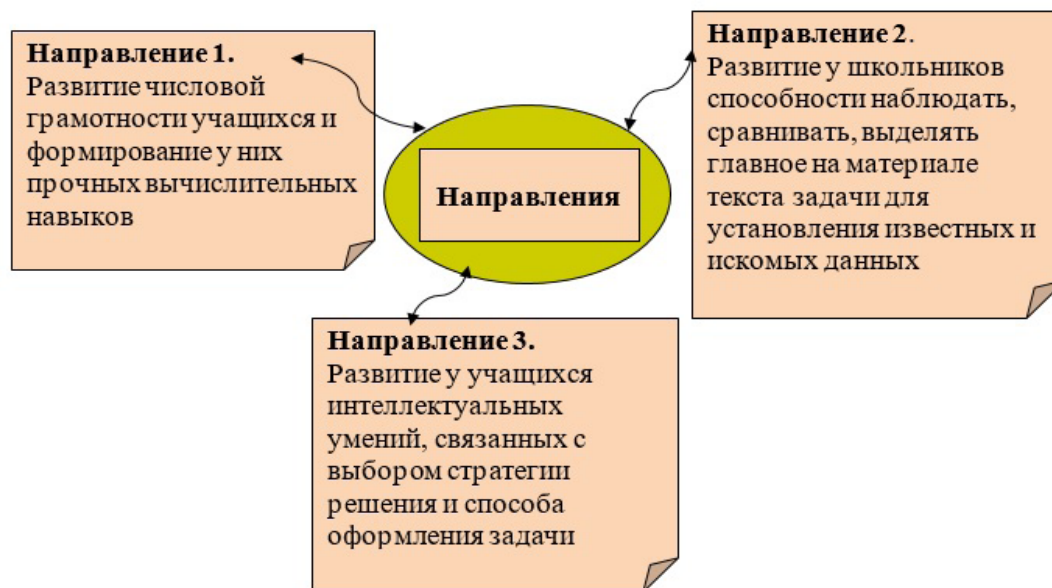 Направление 1.
Развитие числовой
грамотности учащихся и
формирование у них
прочных вычислительных
навыков
Направления
Направление 2.
Развитие у школьников
способности наблюдать,
сравнивать, выделять
главное на материале
текста задачи для
установления известных и
искомых данных
Направление 3.
Развитие у учащихся
интеллектуальных
умений, связанных с
выбором стратегии
решения и способа
оформления задачи